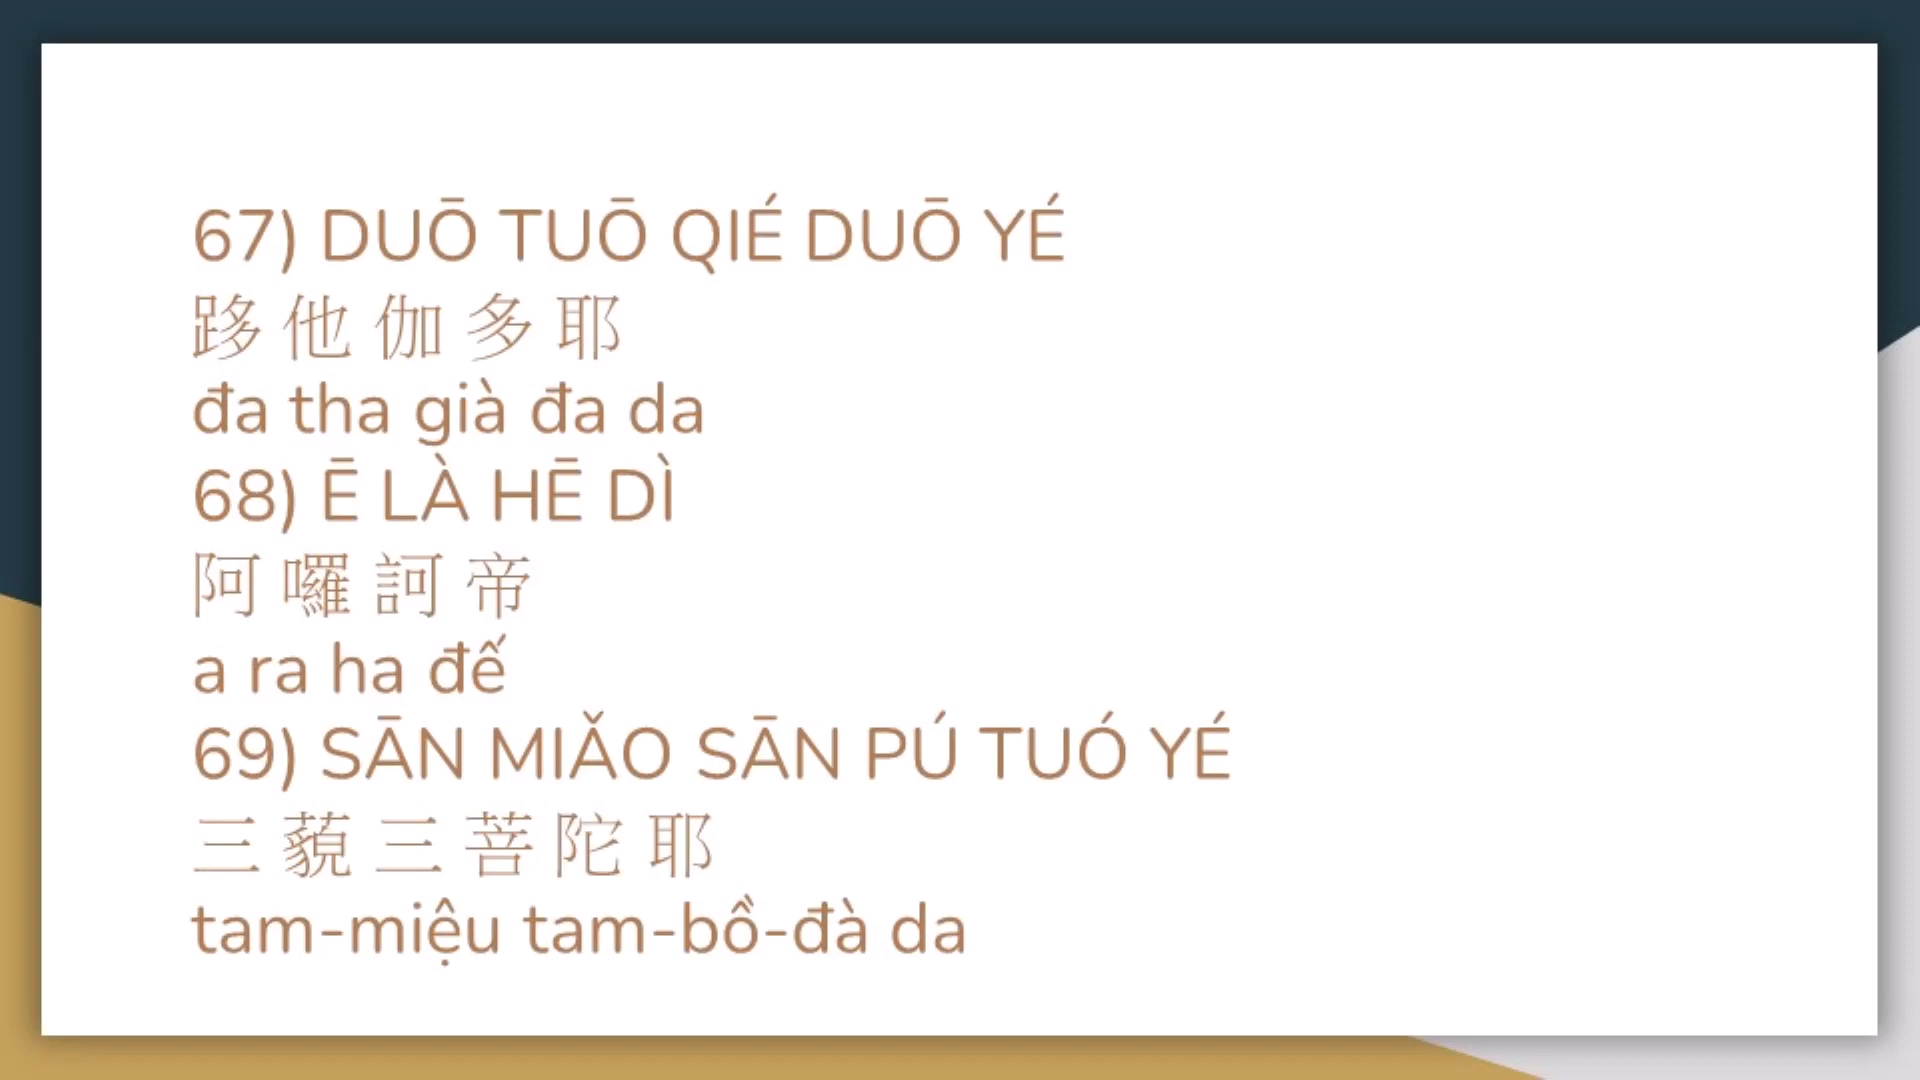 67) DUŌ TUŌ QIÉ DUŌ YÉ
跢 他 伽 多 耶
đa tha già đa da
68) Ē LÀ HĒ DÌ
阿 囉 訶 帝
a ra ha đế
69) SĀN MIǍO SĀN PÚ TUÓ YÉ
三 藐 三 菩 陀 耶
tam-miệu tam-bồ-đà da